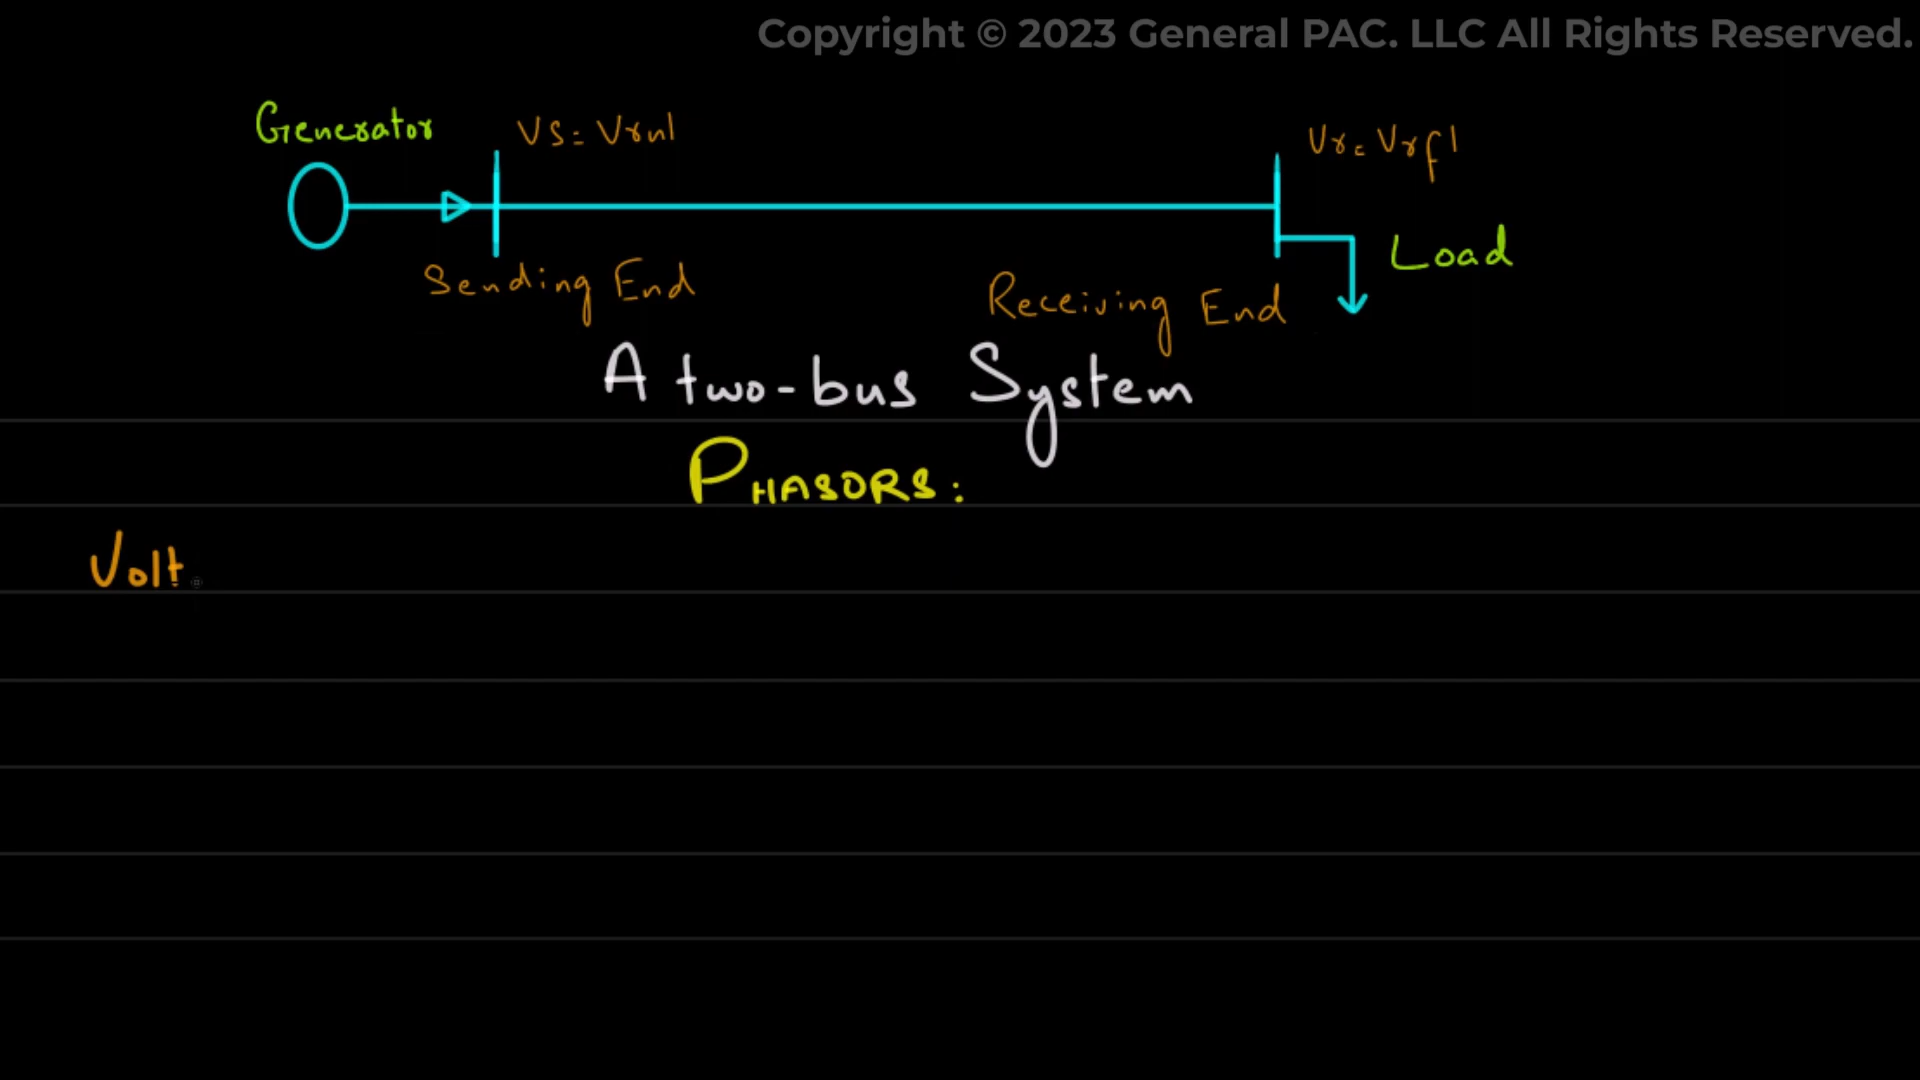 Copyright © 2023 General PAC. LLC All Rights Reserved.
Generator
Vs = Vrnl
Vr = Vrfl
Load
Sending End
Receiving End
A two-bus System
PHASORS:
Volt